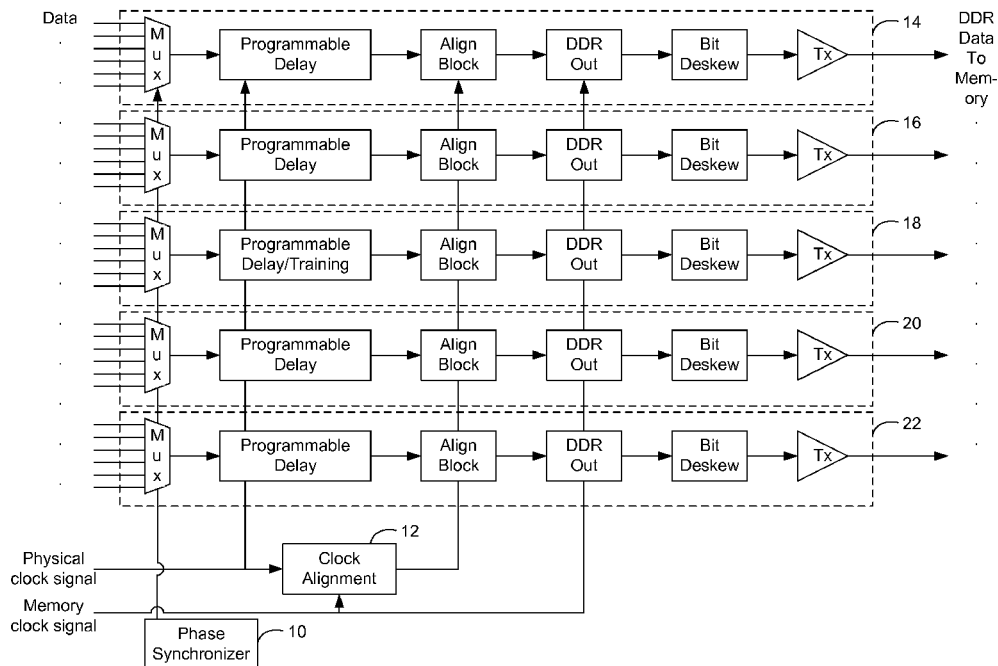 Data
M
u
x
Programmable
Delay
Align
Block
DDR
Out
Bit
Deskew
Tx
14
DDR
Data
To
Mem-
ory
M
u
x
Programmable
Delay
Align
Block
DDR
Out
Bit
Deskew
Tx
16
M
u
x
Programmable
Delay/Training
Align
Block
DDR
Out
Bit
Deskew
Tx
18
M
u
x
Programmable
Delay
Align
Block
DDR
Out
Bit
Deskew
Tx
20
M
u
x
Programmable
Delay
Align
Block
DDR
Out
Bit
Deskew
Tx
22
Physical
clock signal
Clock
Alignment
12
Memory
clock signal
Phase
Synchronizer
10